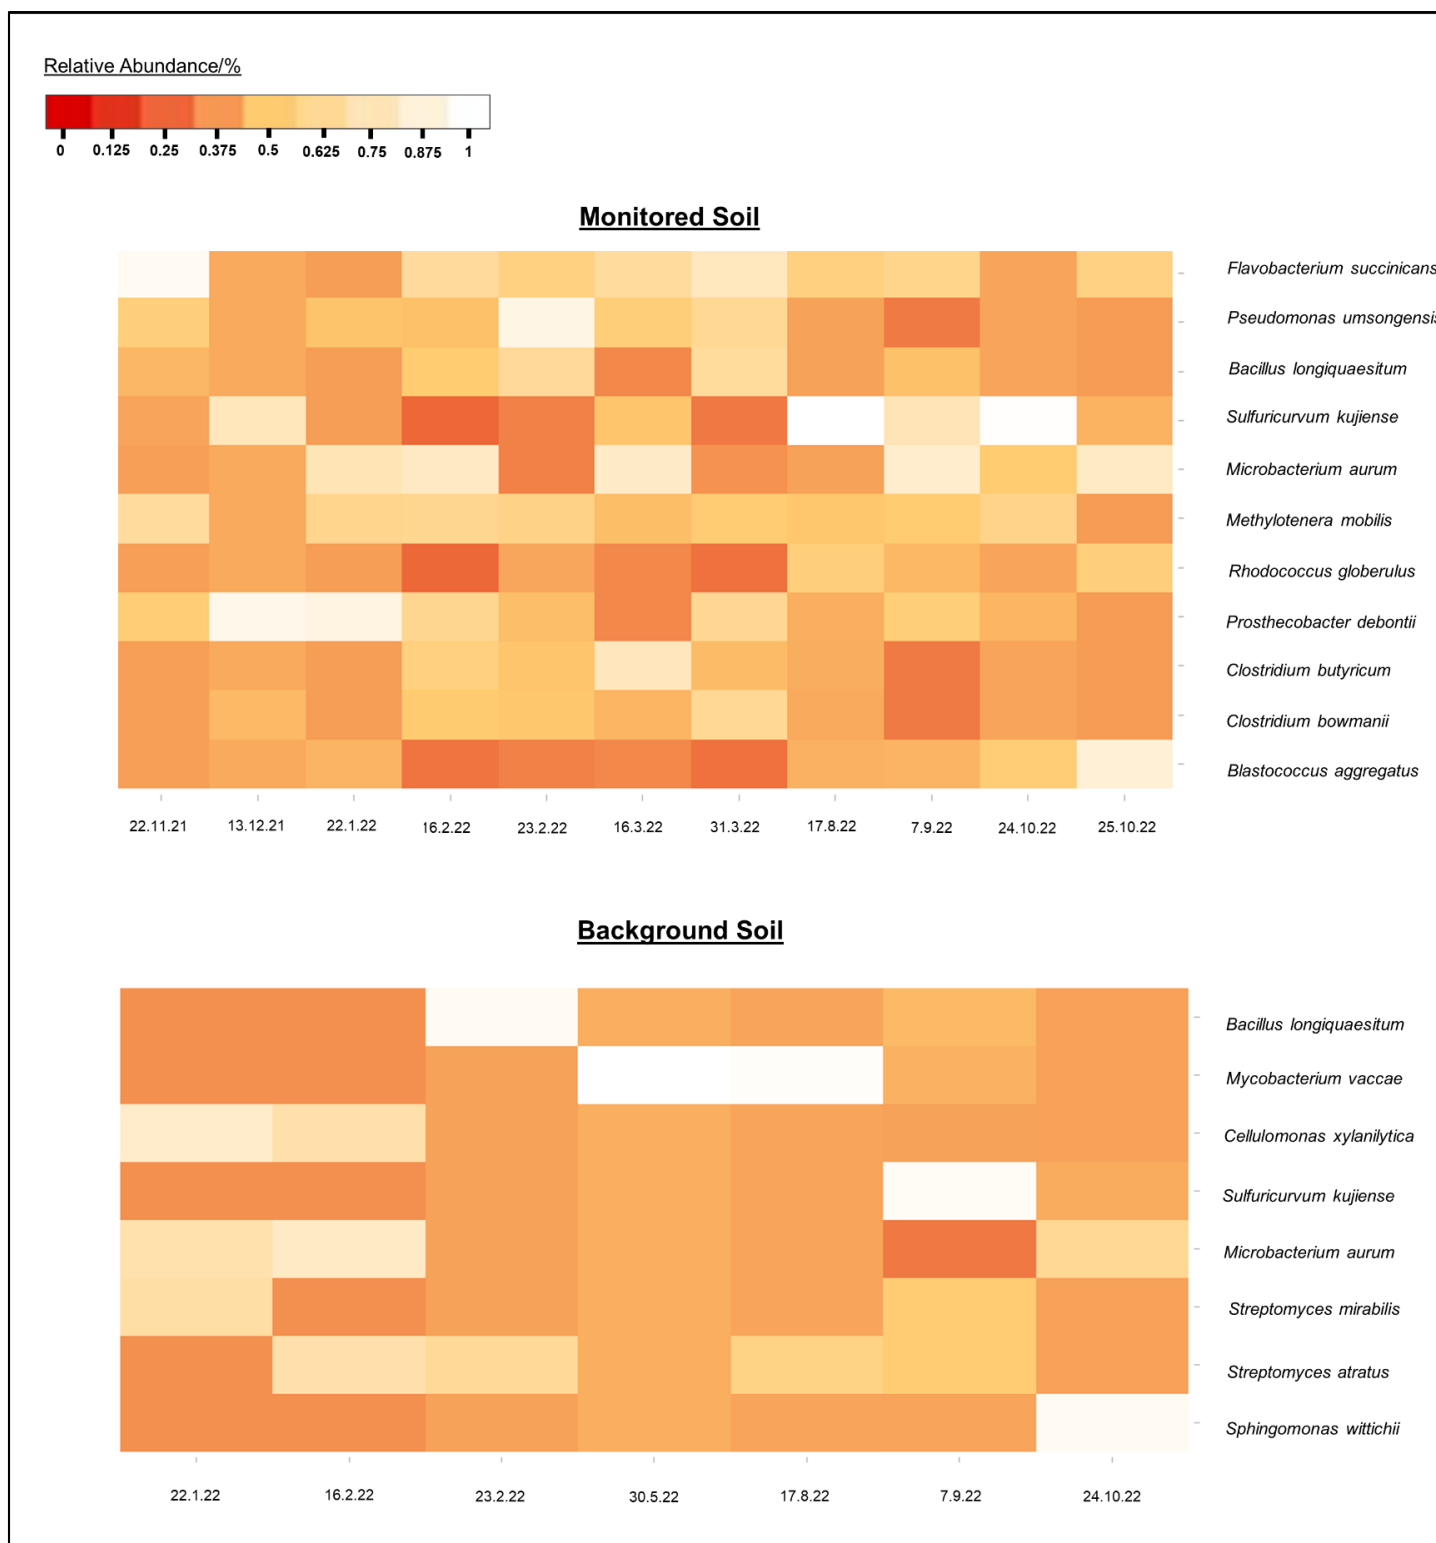 Relative Abundance/%
0 0.125 0.25 0.375 0.5 0.625 0.75 0.875 1
Monitored Soil
Flavobacterium succinicans
Pseudomonas umsongensis
Bacillus longiquaesitum
Sulfuricurvum kujiense
Microbacterium aurum
Methylotenera mobilis
Rhodococcus globerulus
Prosthecobacter debontii
Clostridium butyricum
Clostridium bowmanii
Blastococcus aggregatus
22.11.21 13.12.21 22.1.22 16.2.22 23.2.22 16.3.22 31.3.22 17.8.22 7.9.22 24.10.22 25.10.22
Background Soil
Bacillus longiquaesitum
Mycobacterium vaccae
Cellulomonas xylanilytica
Sulfuricurvum kujiense
Microbacterium aurum
Streptomyces mirabilis
Streptomyces atratus
Sphingomonas wittichii
22.1.22 16.2.22 23.2.22 30.5.22 17.8.22 7.9.22 24.10.22